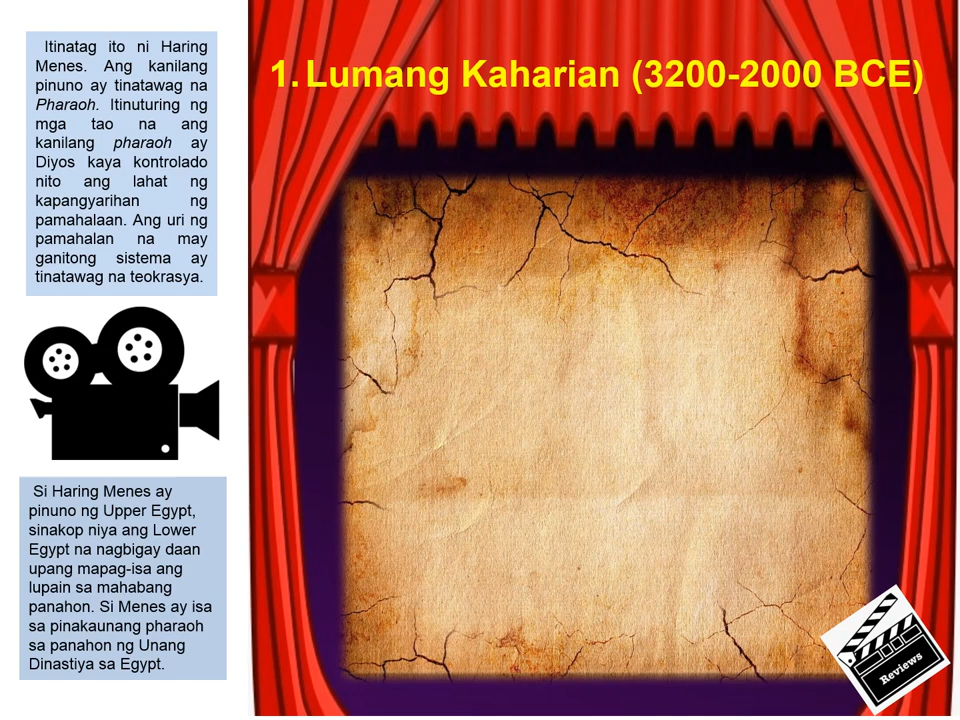 1. Lumang Kaharian (3200-2000 BCE)
Itinatag ito ni Haring
Menes. Ang kanilang
pinuno ay tinatawag na
Pharaoh. Itinuturing ng
mga tao na ang
kanilang pharaoh ay
Diyos kaya kontrolado
nito ang lahat ng
kapangyarihan ng
pamahalaan. Ang uri ng
pamahalan na may
ganitong sistema ay
tinatawag na teokrasya.
Si Haring Menes ay
pinuno ng Upper Egypt,
sinakop niya ang Lower
Egypt na nagbigay daan
upang mapag-isa ang
lupain sa mahabang
panahon. Si Menes ay isa
sa pinakaunang pharaoh
sa panahon ng Unang
Dinastiya sa Egypt.
Reviews